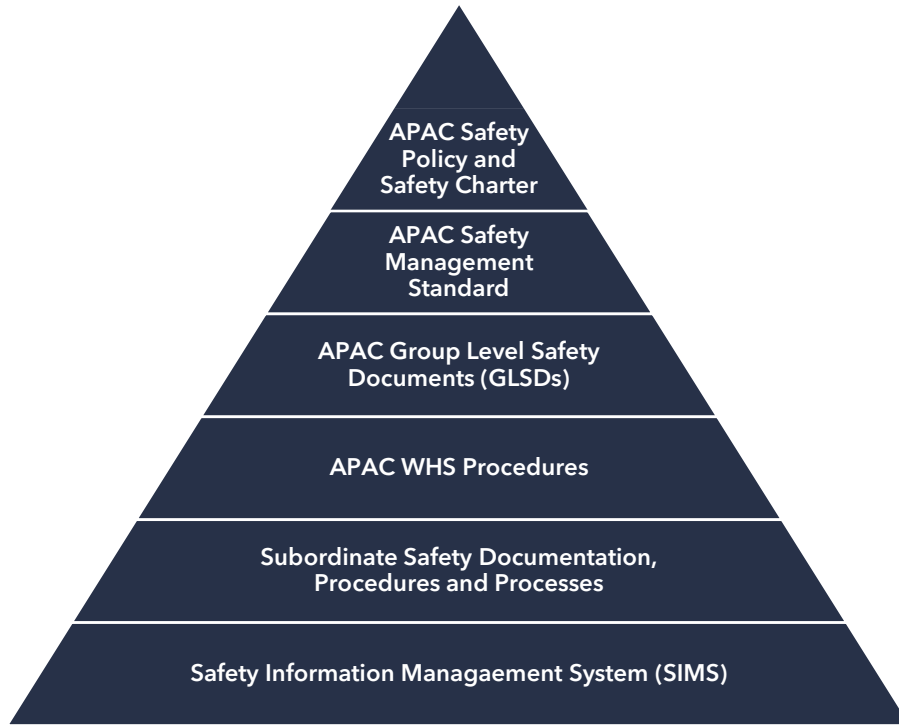 APAC Safety
Policy and
Safety Charter
APAC Safety
Management
Standard
APAC Group Level Safety
Documents (GLSDs)
APAC WHS Procedures
Subordinate Safety Documentation,
Procedures and Processes
Safety Information Managaement System (SIMS)